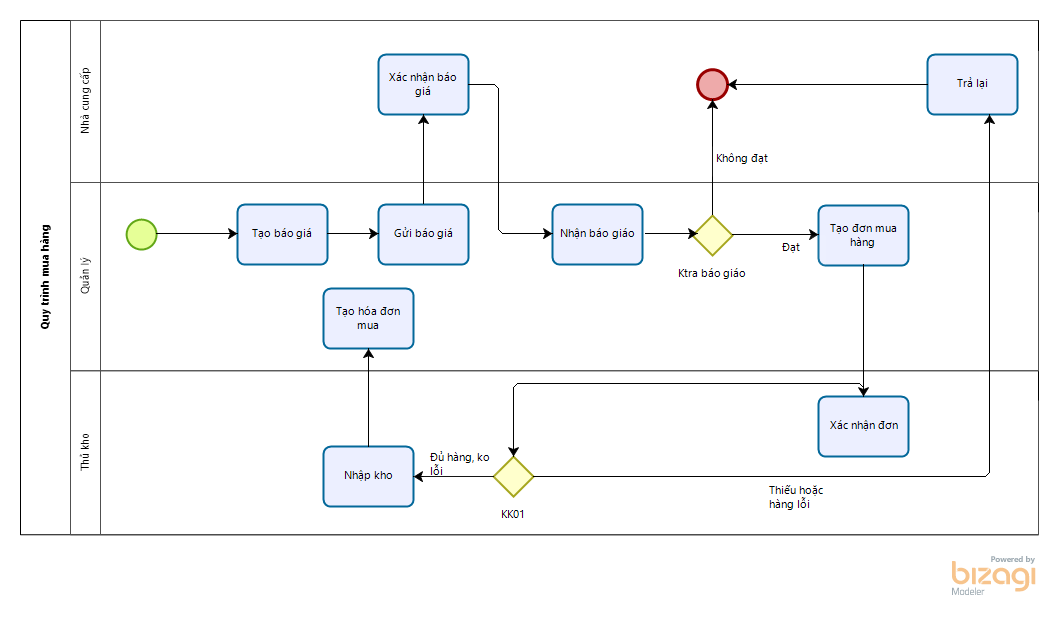 Quy trình mua hàng
Nhà cung cấp
Xác nhận báo
giá
Trả lại
Không đạt
Quản lý
Tạo báo giá
Gửi báo giá
Nhận báo giáo
Ktra báo giáo
Đạt
Tạo đơn mua
hàng
Tạo hóa đơn
mua
Thủ kho
Xác nhận đơn
Nhập kho
Đủ hàng, ko
lỗi
KK01
Thiếu hoặc
hàng lỗi
Powered by
bizagi
Modeler